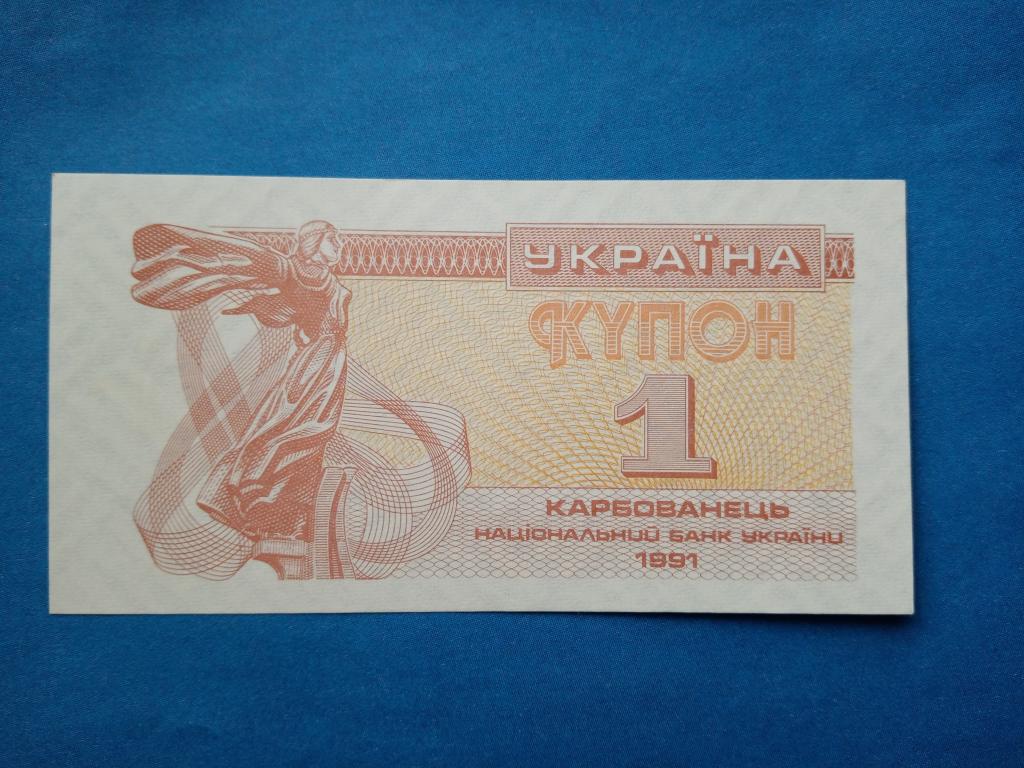 УКРАЇНА
КУПОН
1
КАРБОВАНЕЦЬ
НАЦІОНАЛЬНИЙ БАНК УКРАЇНИ
1991